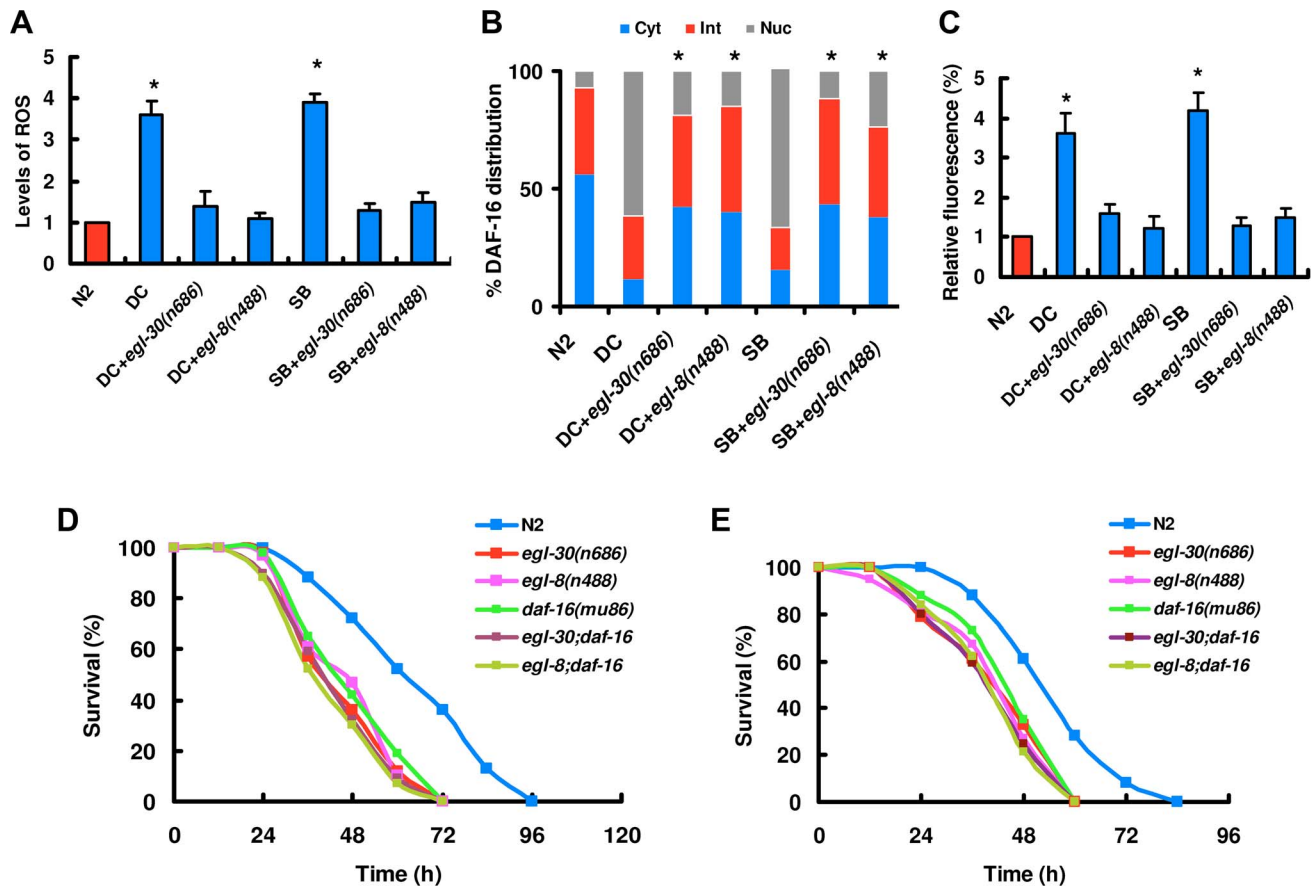 A
Levels of ROS
5
4
3
2
1
0
*
*
N2
DC
DC+egl-30(n686)
DC+egl-8(n488)
SB
SB+egl-30(n686)
SB+egl-8(n488)
B
Cyt Int Nuc
% DAF-16 distribution
100
50
0
* * * *
N2
DC
DC+egl-30(n686)
DC+egl-8(n488)
SB
SB+egl-30(n686)
SB+egl-8(n488)
C
Relative fluorescence (%)
5
4
3
2
1
0
*
*
N2
DC
DC+egl-30(n686)
DC+egl-8(n488)
SB
SB+egl-30(n686)
SB+egl-8(n488)
D
Survival (%)
100
80
60
40
20
0
0 24 48 72 96 120
Time (h)
N2
egl-30(n686)
egl-8(n488)
daf-16(mu86)
egl-30;daf-16
egl-8;daf-16
E
Survival (%)
100
80
60
40
20
0
0 24 48 72 96
Time (h)
N2
egl-30(n686)
egl-8(n488)
daf-16(mu86)
egl-30;daf-16
egl-8;daf-16